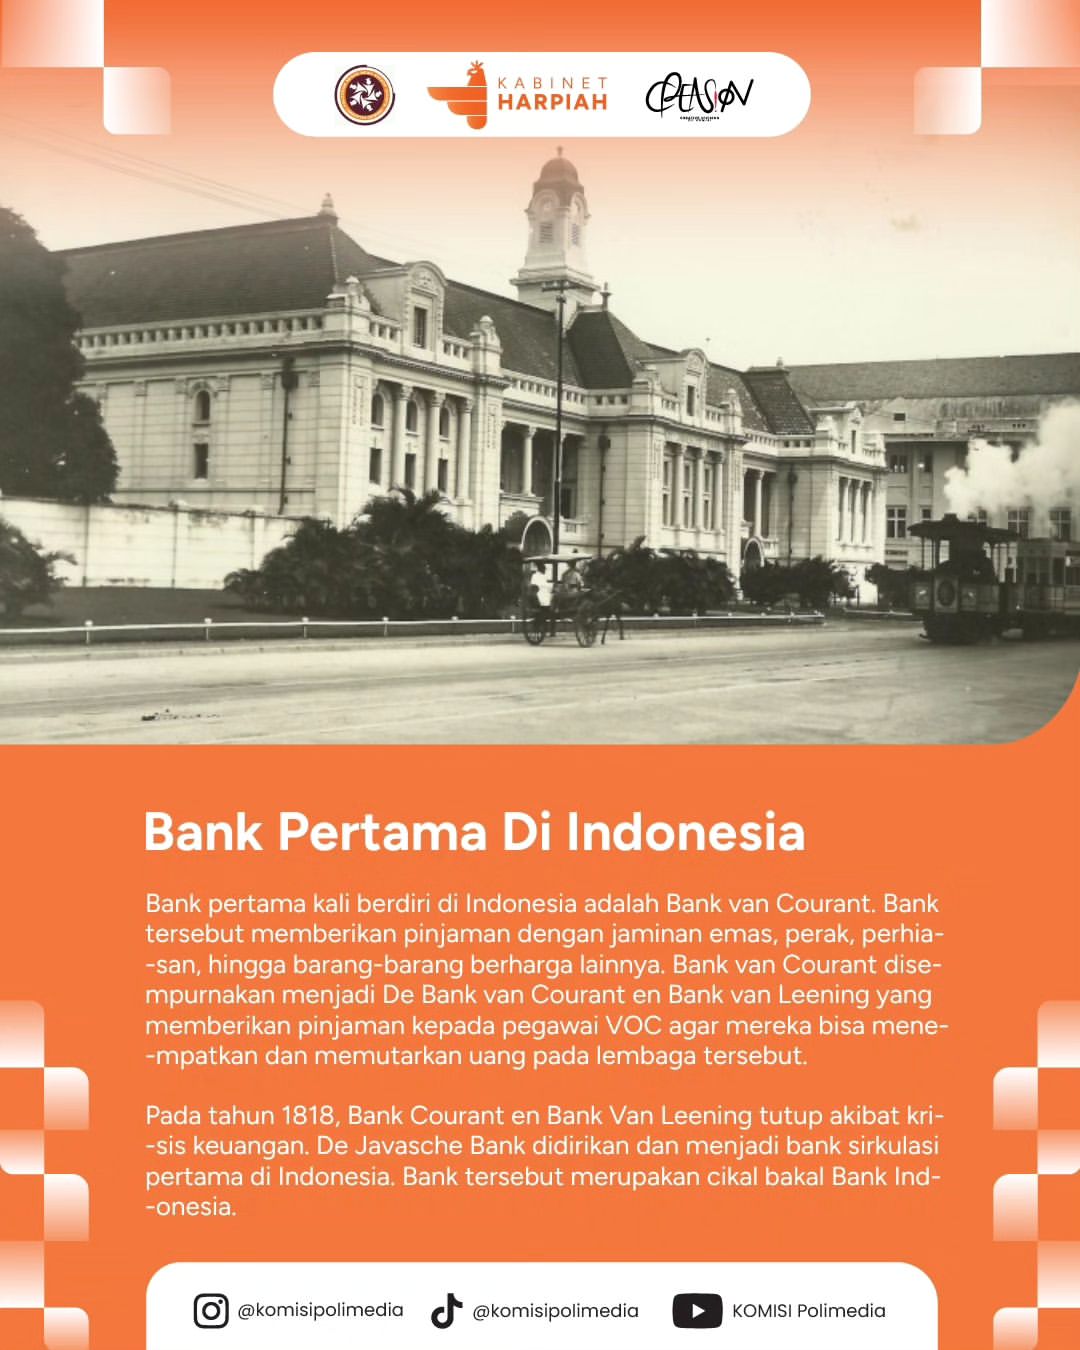 KABINET
HARPIAH
Bank Pertama Di Indonesia
Bank pertama kali berdiri di Indonesia adalah Bank van Courant. Bank
tersebut memberikan pinjaman dengan jaminan emas, perak, perhia-
-san, hingga barang-barang berharga lainnya. Bank van Courant dise-
mpurnakan menjadi De Bank van Courant en Bank van Leening yang
memberikan pinjaman kepada pegawai VOC agar mereka bisa mene-
-mpatkan dan memutarkan uang pada lembaga tersebut.
Pada tahun 1818, Bank Courant en Bank Van Leening tutup akibat kri-
-sis keuangan. De Javasche Bank didirikan dan menjadi bank sirkulasi
pertama di Indonesia. Bank tersebut merupakan cikal bakal Bank Ind-
-onesia.
@komisipolimedia
@komisipolimedia
KOMISI Polimedia